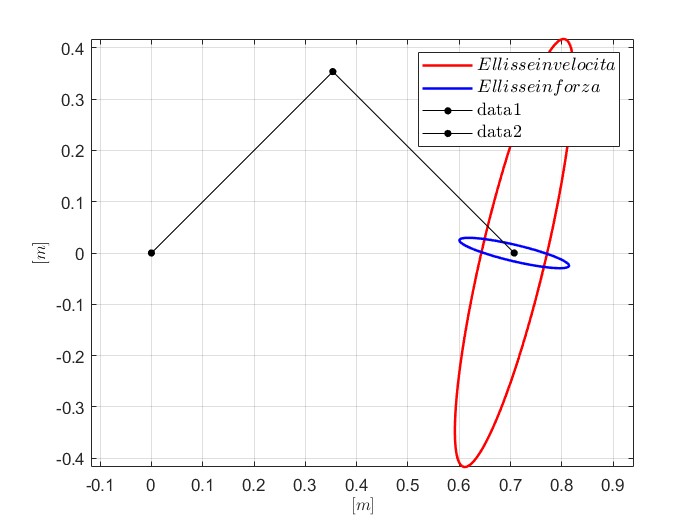 0.4
0.3
0.2
0.1
0
-0.1
-0.2
-0.3
-0.4
[m]
Ellisseinvelocita
Ellisseinforza
data1
data2
-0.1 0 0.1 0.2 0.3 0.4 0.5 0.6 0.7 0.8 0.9
[m]